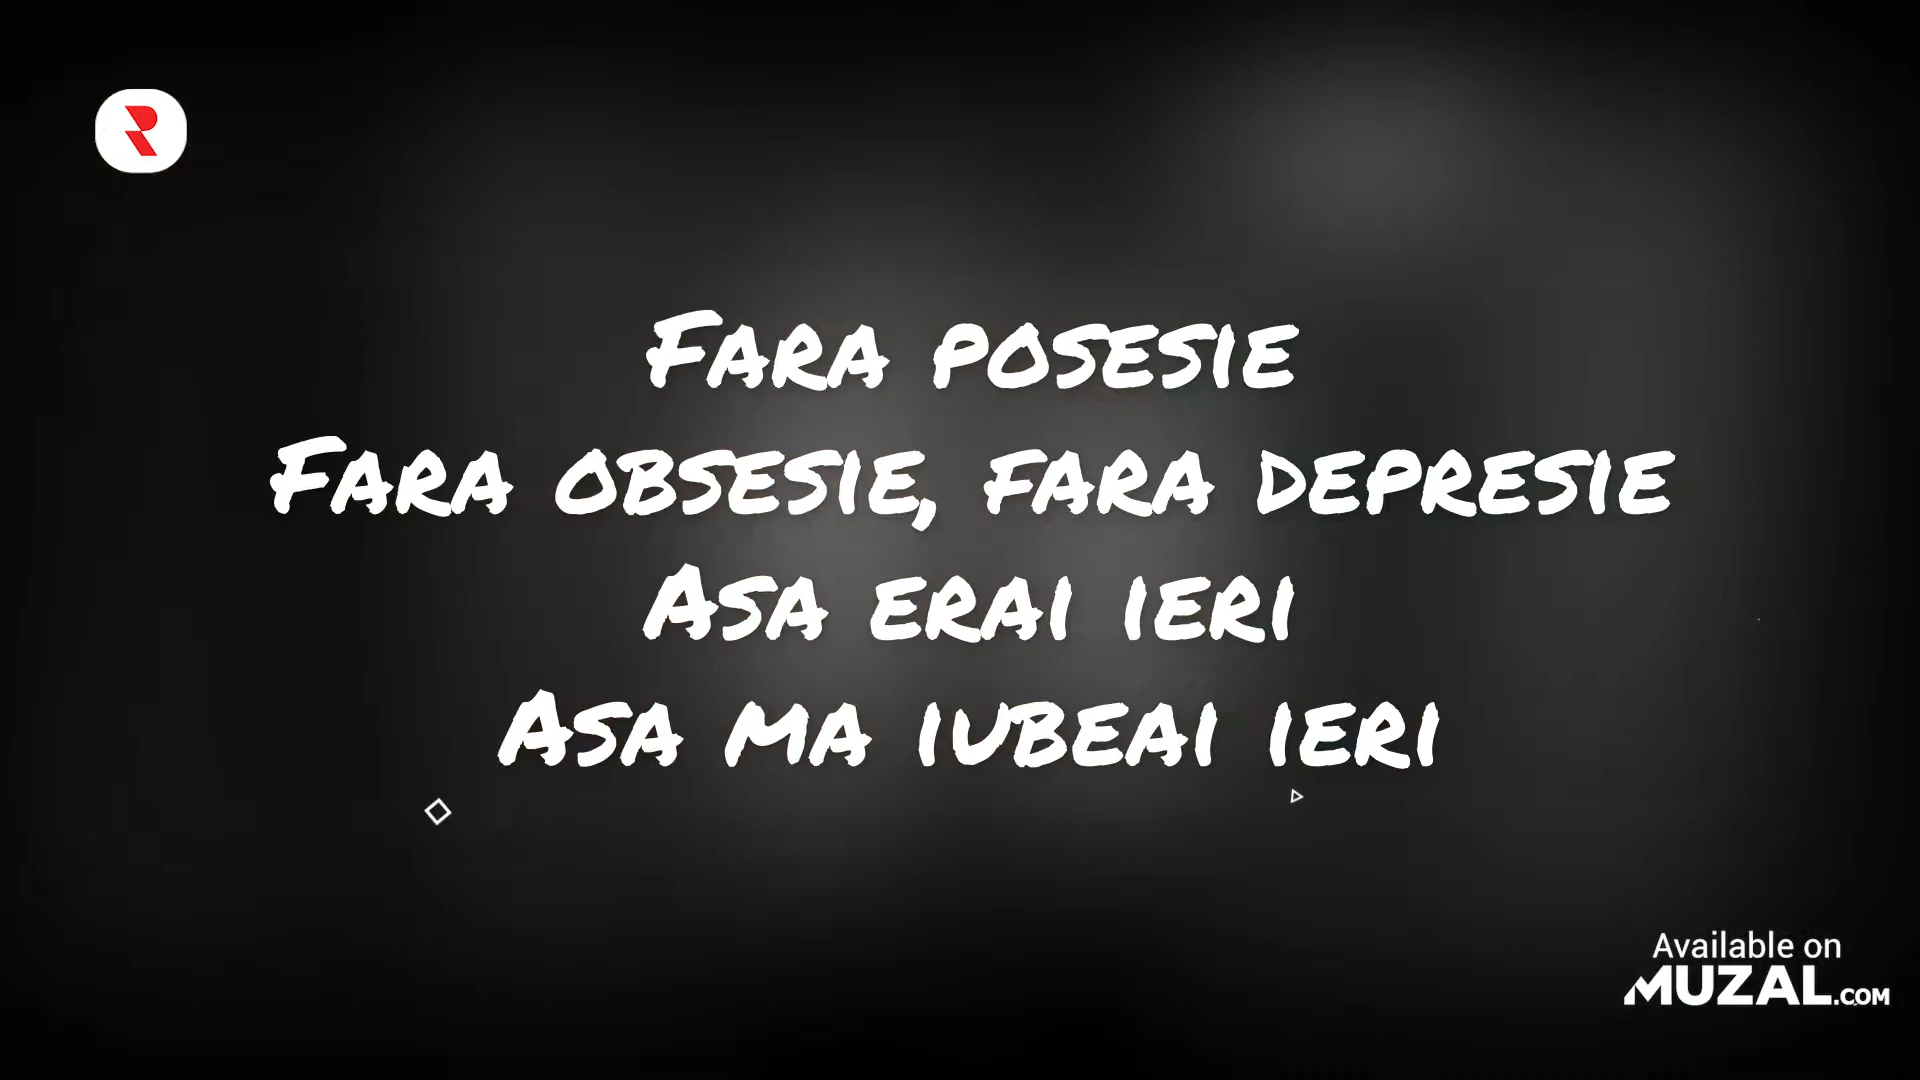 Fara posesie
Fara obsesie, fara depresie
Asa erai ieri
Asa ma iubeai ieri
Available on
MUZAL.COM